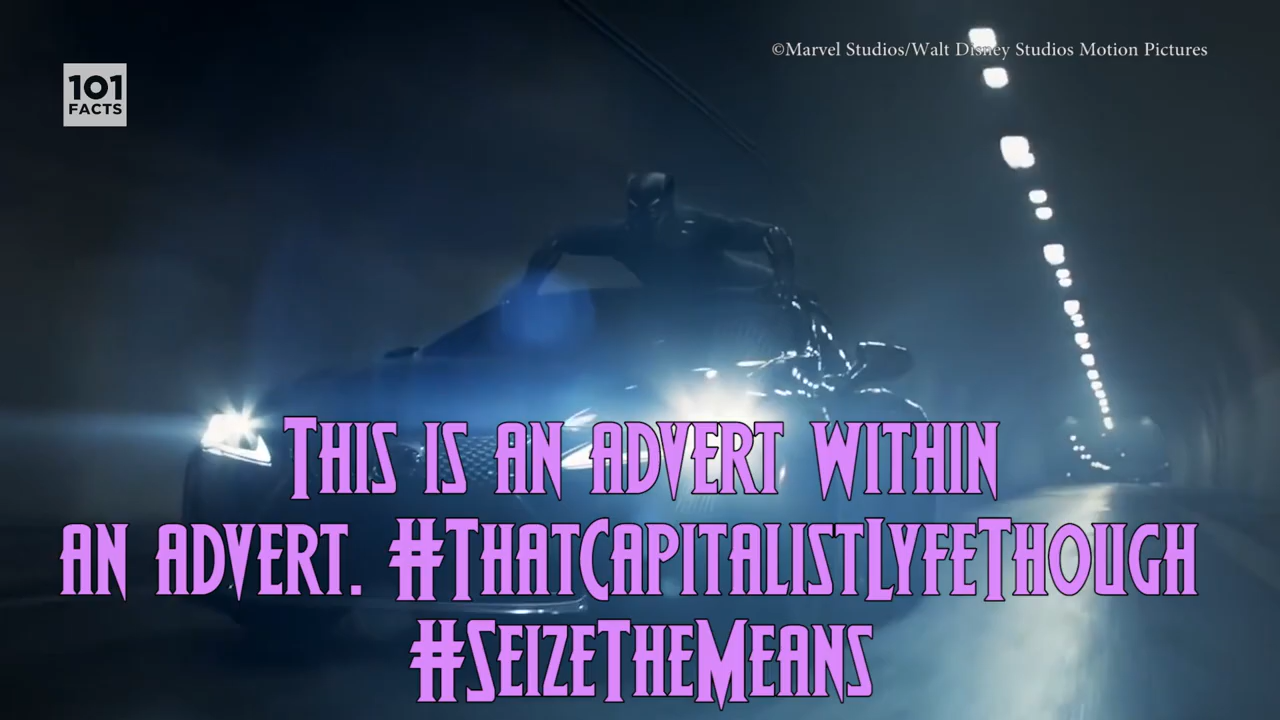 ©Marvel Studios/Walt Disney Studios Motion Pictures
101
FACTS
This is an advert within
an advert. #ThatCapitalistLyfeThough
#SeizeTheMeans